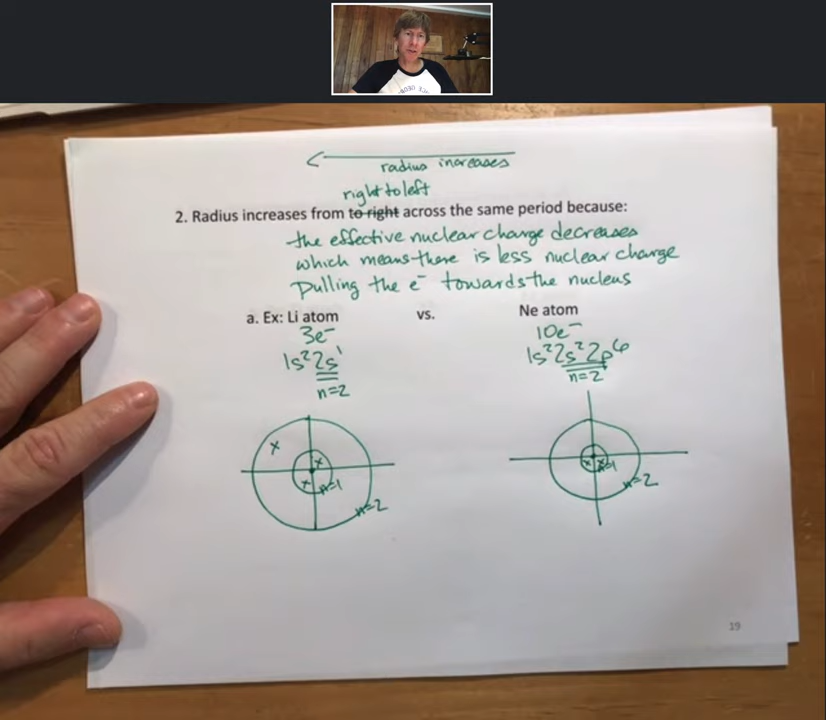 radius increases
right to left
2. Radius increases from to right across the same period because:
the effective nuclear charge decreases
which means there is less nuclear charge
pulling the e⁻ towards the nucleus
a. Ex: Li atom vs. Ne atom
3e⁻ 10e⁻
1s²2s¹ 1s²2s²2p⁶
n=2 n=2
x
x x x
x n=1 n=1
n=2 n=2
19